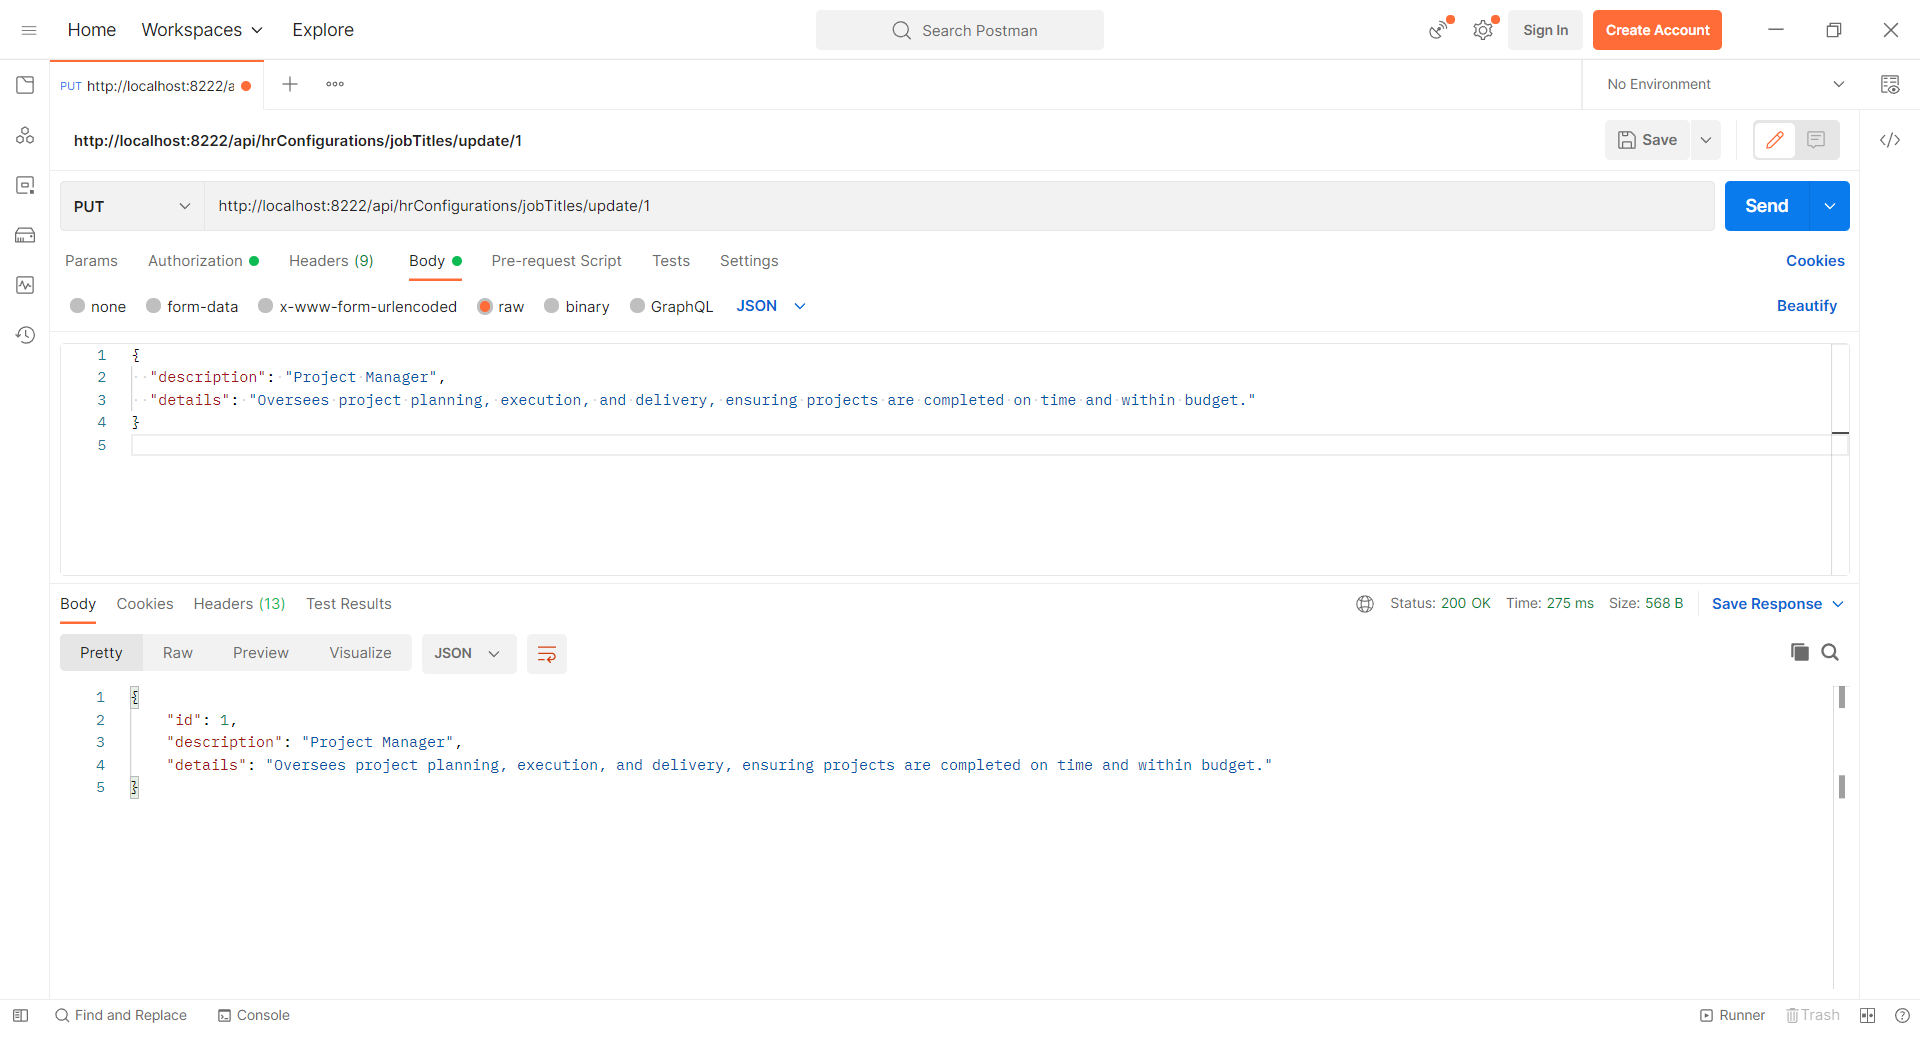 Home Workspaces Explore Search Postman Sign In Create Account
PUT http://localhost:8222/a No Environment
http://localhost:8222/api/hrConfigurations/jobTitles/update/1 Save
PUT http://localhost:8222/api/hrConfigurations/jobTitles/update/1 Send
Params Authorization Headers (9) Body Pre-request Script Tests Settings Cookies
none form-data x-www-form-urlencoded raw binary GraphQL JSON Beautify
1 {
2 "description": "Project Manager",
3 "details": "Oversees project planning, execution, and delivery, ensuring projects are completed on time and within budget."
4 }
5
Body Cookies Headers (13) Test Results Status: 200 OK Time: 275 ms Size: 568 B Save Response
Pretty Raw Preview Visualize JSON
1 {
2 "id": 1,
3 "description": "Project Manager",
4 "details": "Oversees project planning, execution, and delivery, ensuring projects are completed on time and within budget."
5 }
Find and Replace Console Runner Trash